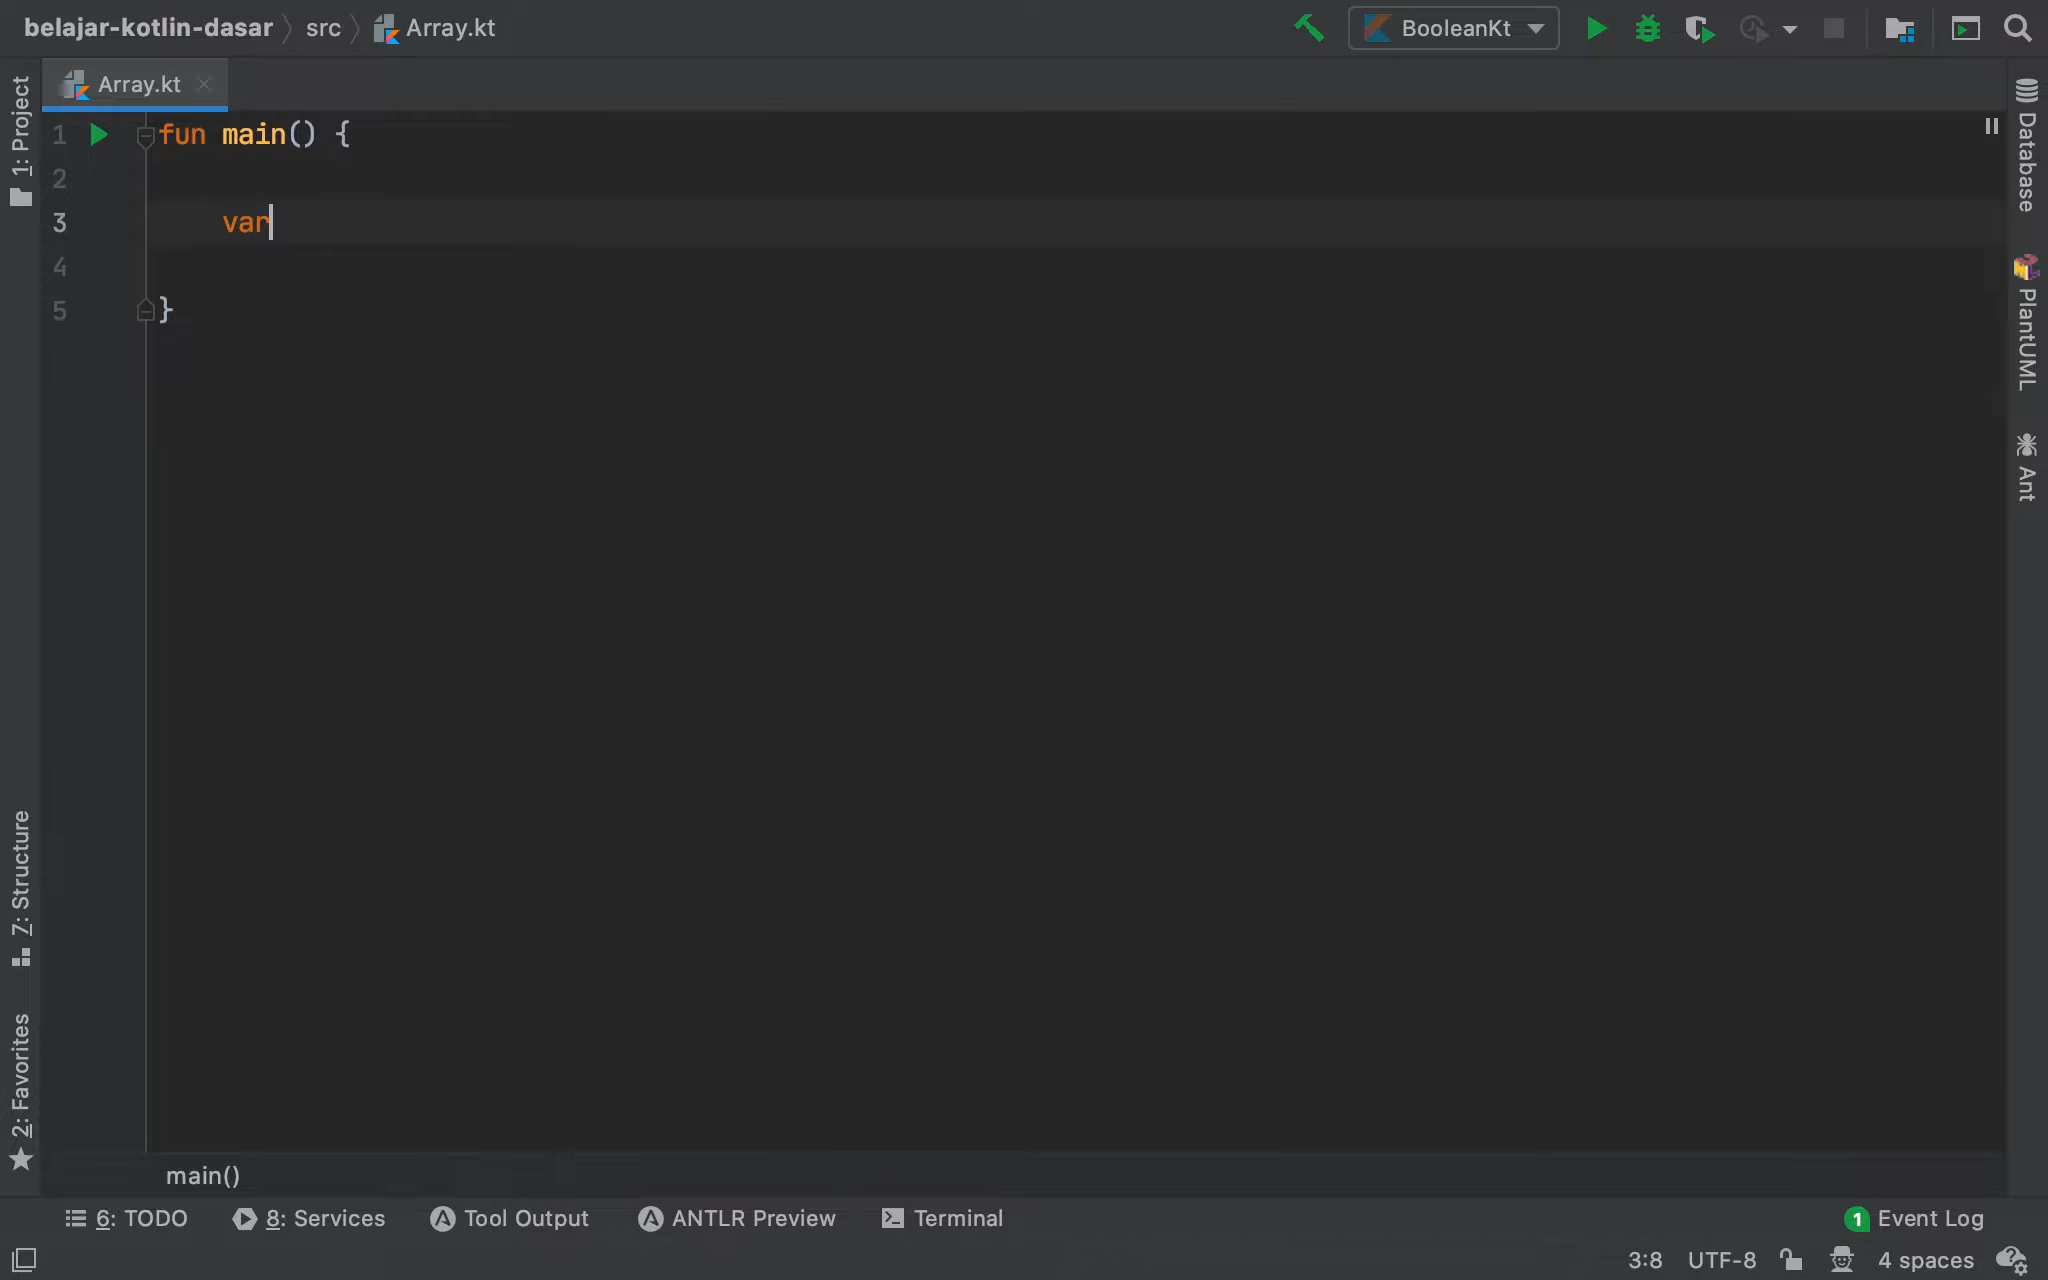 belajar-kotlin-dasar src Array.kt
BooleanKt
Array.kt
1: Project
1 fun main() {
2
3 var
4
5 }
Database
PlantUML
Ant
7: Structure
2: Favorites
main()
6: TODO 8: Services Tool Output ANTLR Preview Terminal
1 Event Log
3:8 UTF-8 4 spaces